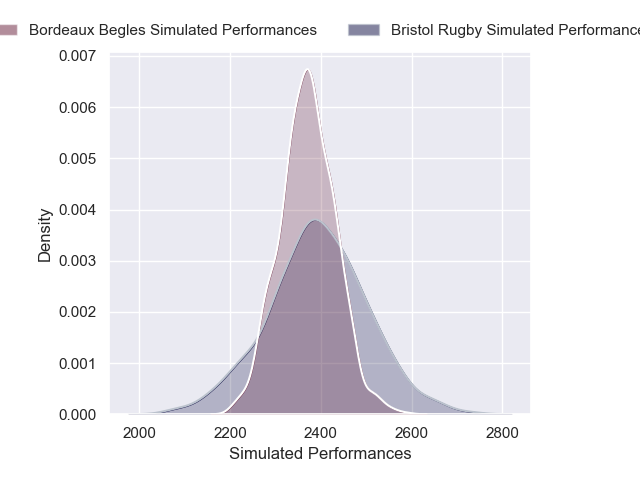 Bordeaux Begles Simulated Performances
Bristol Rugby Simulated Performance
0.007
0.006
0.005
0.004
0.003
0.002
0.001
0.000
Density
2000 2200 2400 2600 2800
Simulated Performances